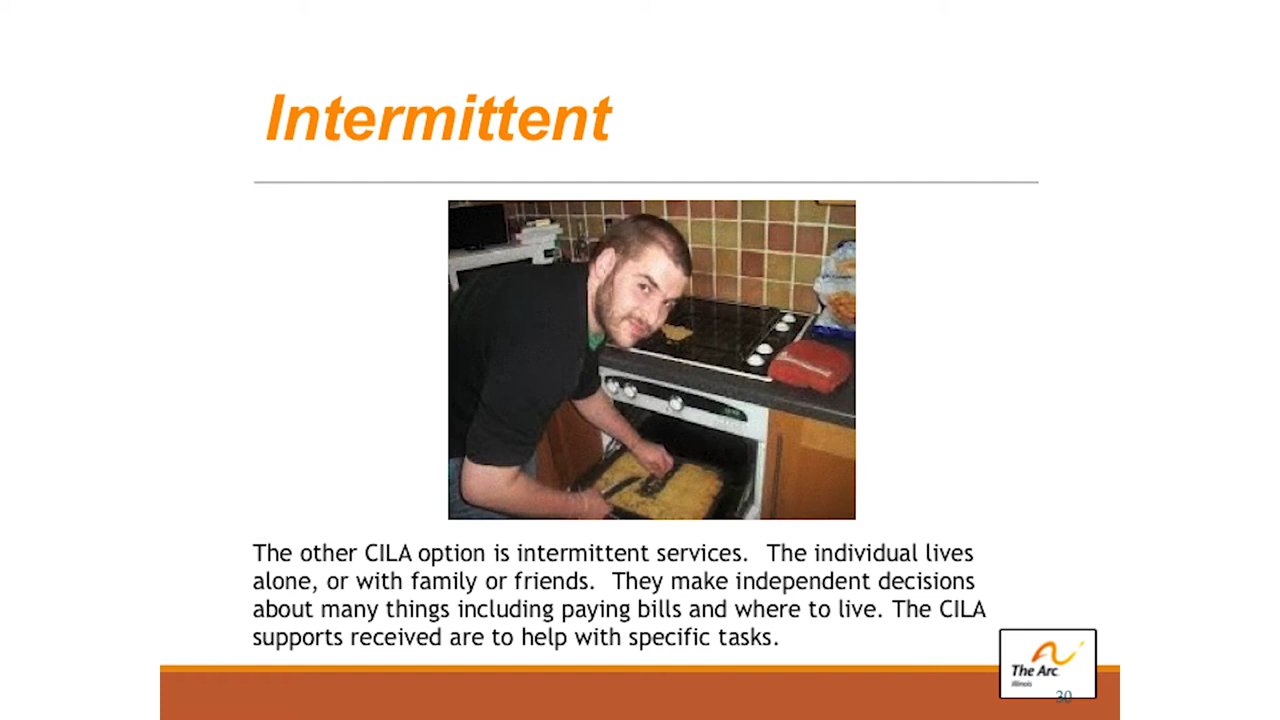 Intermittent
The other CILA option is intermittent services. The individual lives
alone, or with family or friends. They make independent decisions
about many things including paying bills and where to live. The CILA
supports received are to help with specific tasks.
The Arc
Illinois
30